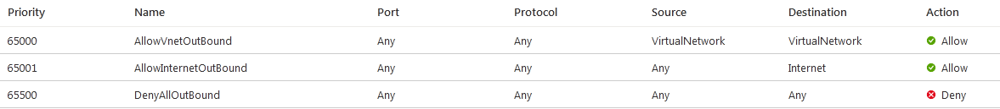 Priority Name Port Protocol Source Destination Action
65000 AllowVnetOutBound Any Any VirtualNetwork VirtualNetwork Allow
65001 AllowInternetOutBound Any Any Any Internet Allow
65500 DenyAllOutBound Any Any Any Any Deny